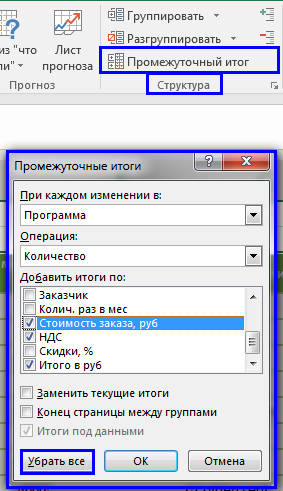 Группировать
из "что
Лист
Разгруппировать
ли"
прогноза
Промежуточный итог
Прогноз
Структура
Промежуточные итоги
При каждом изменении в:
Программа
Операция:
Количество
Добавить итоги по:
Заказчик
Колич. раз в мес
Стоимость заказа, руб
НДС
Скидки, %
Итого в руб
Заменить текущие итоги
Конец страницы между группами
Итоги под данными
Убрать все
ОК
Отмена